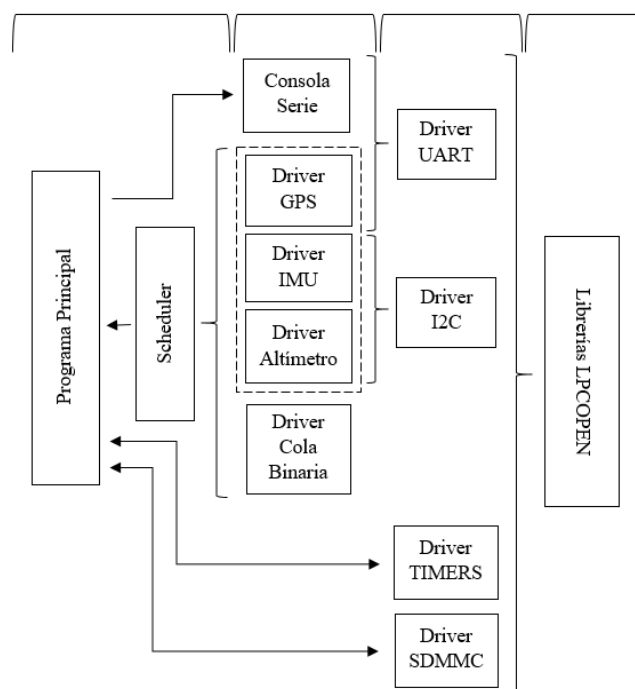 Consola
Serie
Driver
UART
Driver
GPS
Programa Principal
Scheduler
Driver
IMU
Driver
I2C
Librerías LPCOPEN
Driver
Altímetro
Driver
Cola
Binaria
Driver
TIMERS
Driver
SDMMC